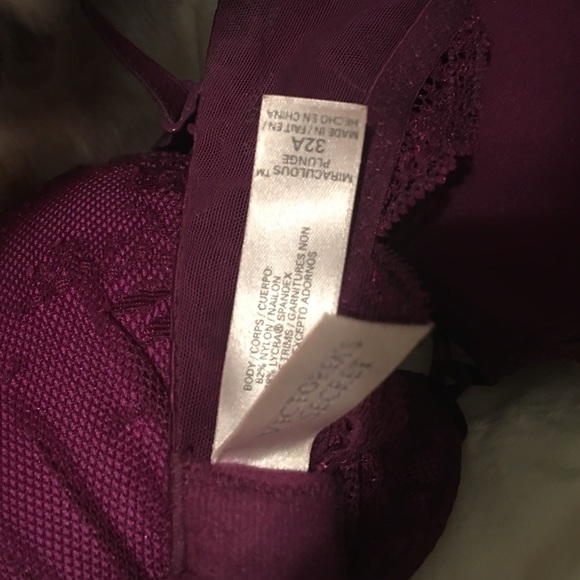 MIRACULOUS™
PLUNGE
32A
MADE IN / FAIT EN /
HECHO EN CHINA
BODY / CORPS / CUERPO:
82% NYLON / NAILON
LYCRA® SPANDEX
TRIMS / GARNITURES NON
EXCEPTO ADORNOS
VICTORIA'S
SECRET